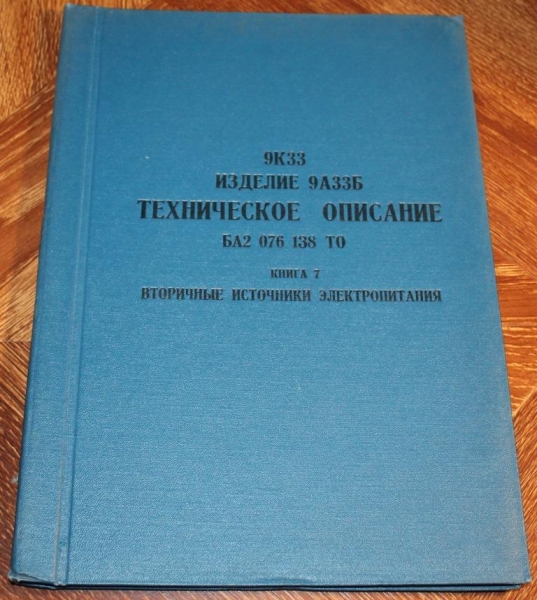 9К33
ИЗДЕЛИЕ 9А33Б
ТЕХНИЧЕСКОЕ ОПИСАНИЕ
БА2 076 138 ТО
КНИГА 7
ВТОРИЧНЫЕ ИСТОЧНИКИ ЭЛЕКТРОПИТАНИЯ